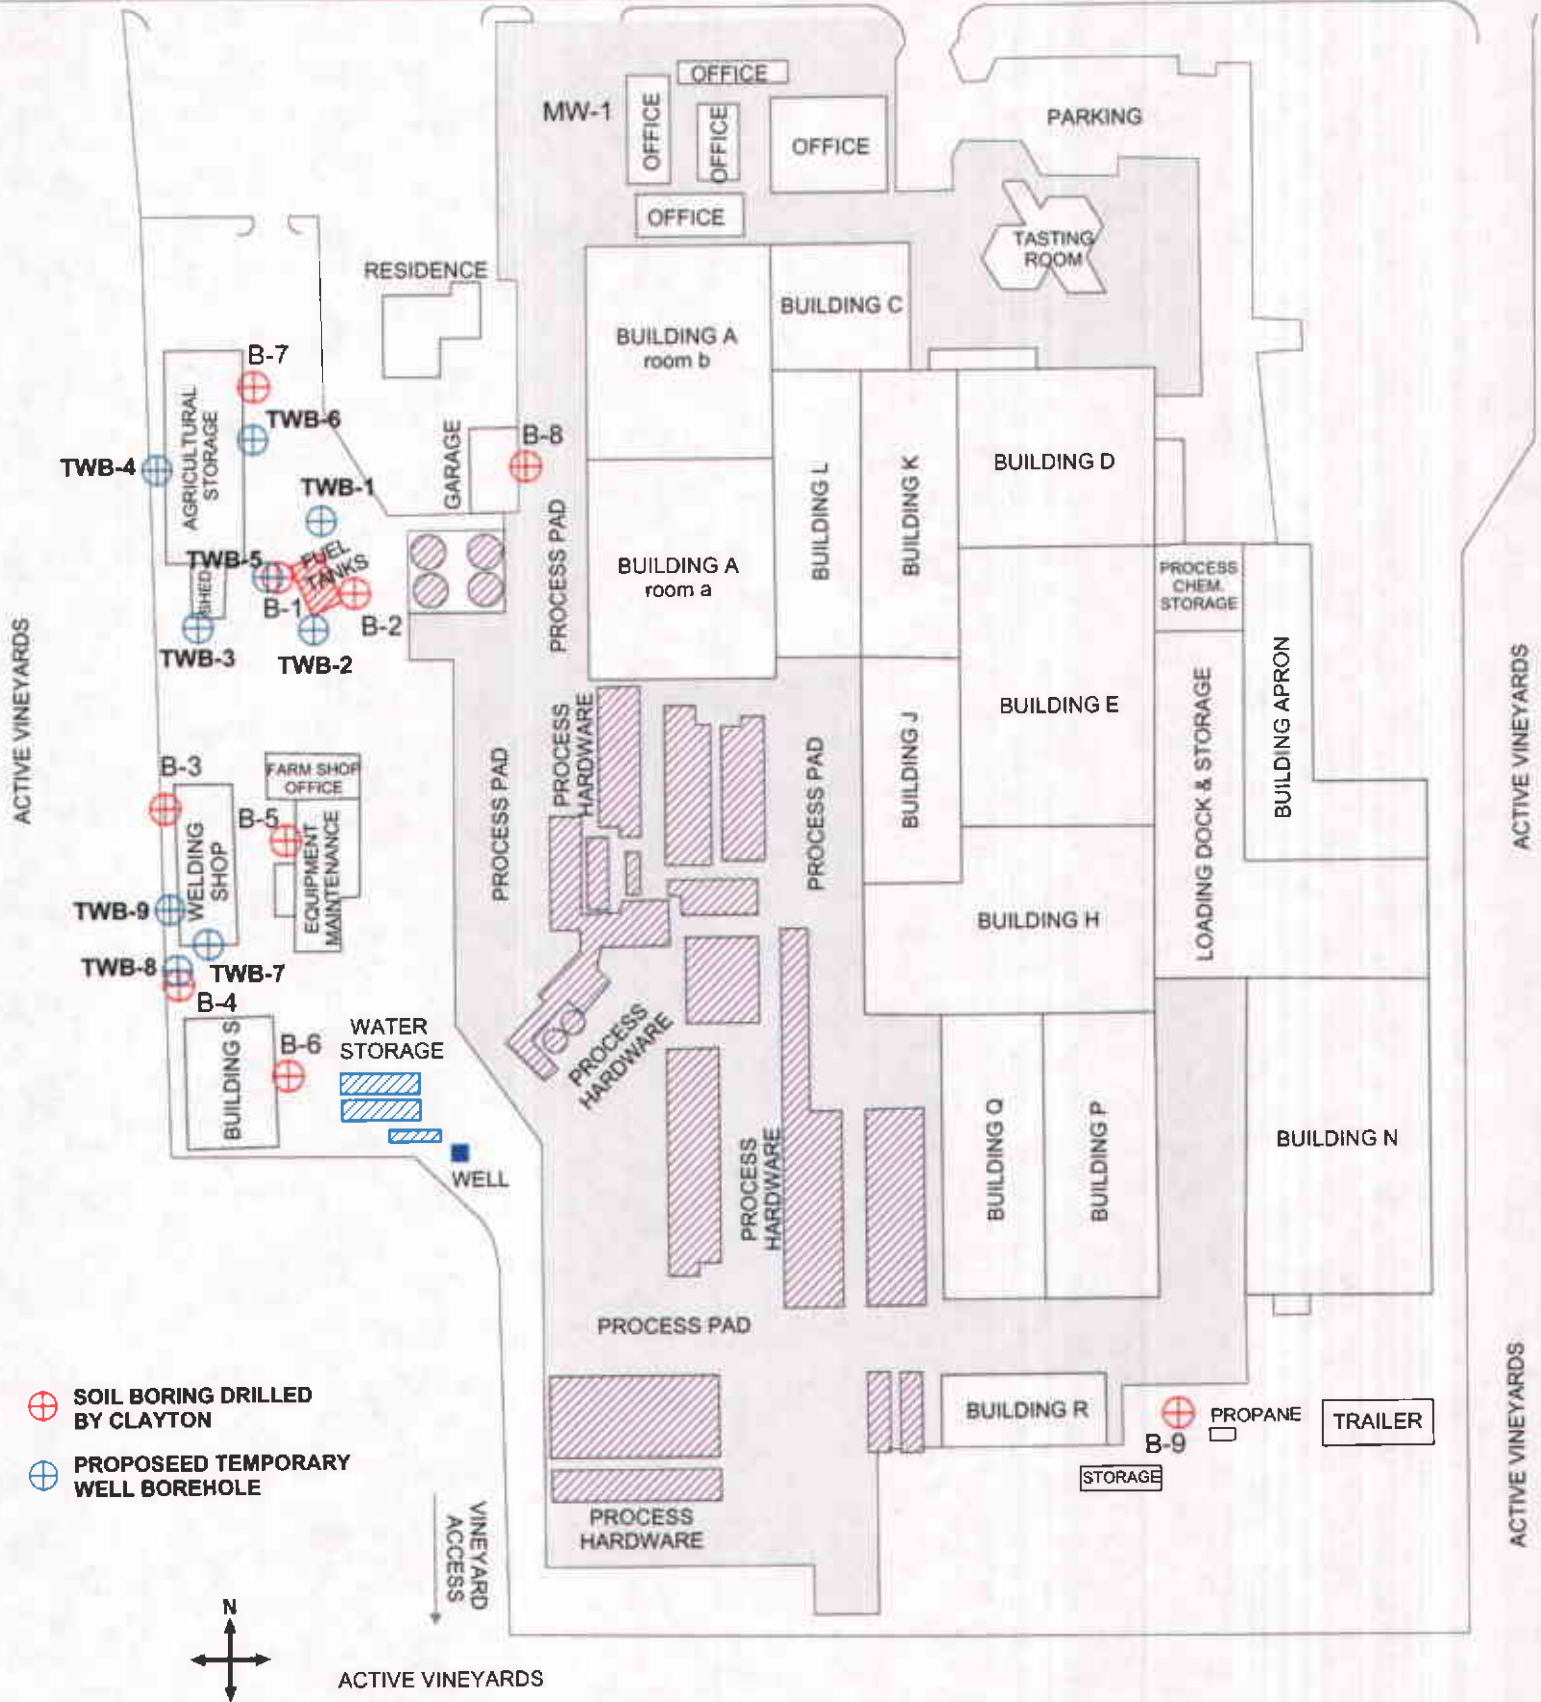 OFFICE
MW-1
OFFICE
OFFICE
OFFICE
PARKING
OFFICE
TASTING
ROOM
RESIDENCE
BUILDING C
BUILDING A
room b
B-7
AGRICULTURAL
STORAGE
TWB-6
TWB-4
GARAGE
B-8
TWB-1
BUILDING L
BUILDING K
BUILDING D
PROCESS PAD
TWB-5
FUEL
TANKS
BUILDING A
room a
PROCESS
CHEM.
STORAGE
SHED
B-1
B-2
TWB-3
TWB-2
ACTIVE VINEYARDS
ACTIVE VINEYARDS
PROCESS
HARDWARE
BUILDING J
BUILDING E
LOADING DOCK & STORAGE
BUILDING APRON
B-3
FARM SHOP
OFFICE
PROCESS PAD
PROCESS PAD
B-5
WELDING
SHOP
EQUIPMENT
MAINTENANCE
TWB-9
BUILDING H
TWB-8
TWB-7
B-4
BUILDING S
B-6
WATER
STORAGE
PROCESS
HARDWARE
WELL
PROCESS
HARDWARE
BUILDING Q
BUILDING P
BUILDING N
PROCESS PAD
SOIL BORING DRILLED
BY CLAYTON
BUILDING R
B-9
PROPANE
TRAILER
PROPOSEED TEMPORARY
WELL BOREHOLE
STORAGE
ACTIVE VINEYARDS
VINEYARD
ACCESS
PROCESS
HARDWARE
N
ACTIVE VINEYARDS